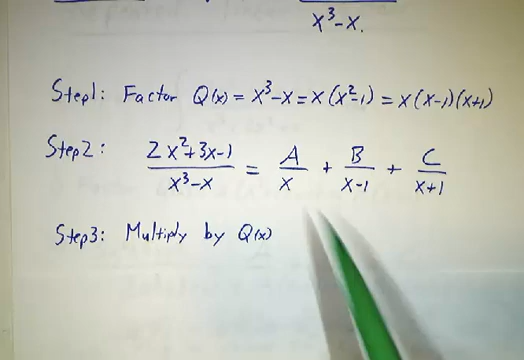 x³-x.
Step1: Factor Q(x) = x³-x = x(x²-1) = x(x-1)(x+1)
Step2: (2x²+3x-1)/(x³-x) = A/x + B/(x-1) + C/(x+1)
Step3: Multiply by Q(x)